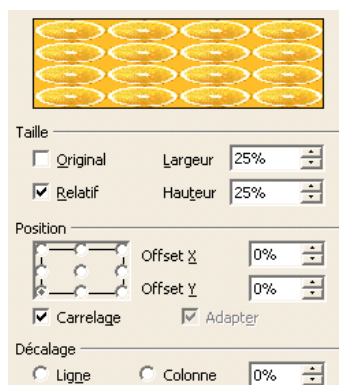 Taille
Original Largeur 25%
Relatif Hauteur 25%
Position
Offset X 0%
Offset Y 0%
Carrelage Adapter
Décalage
Ligne Colonne 0%